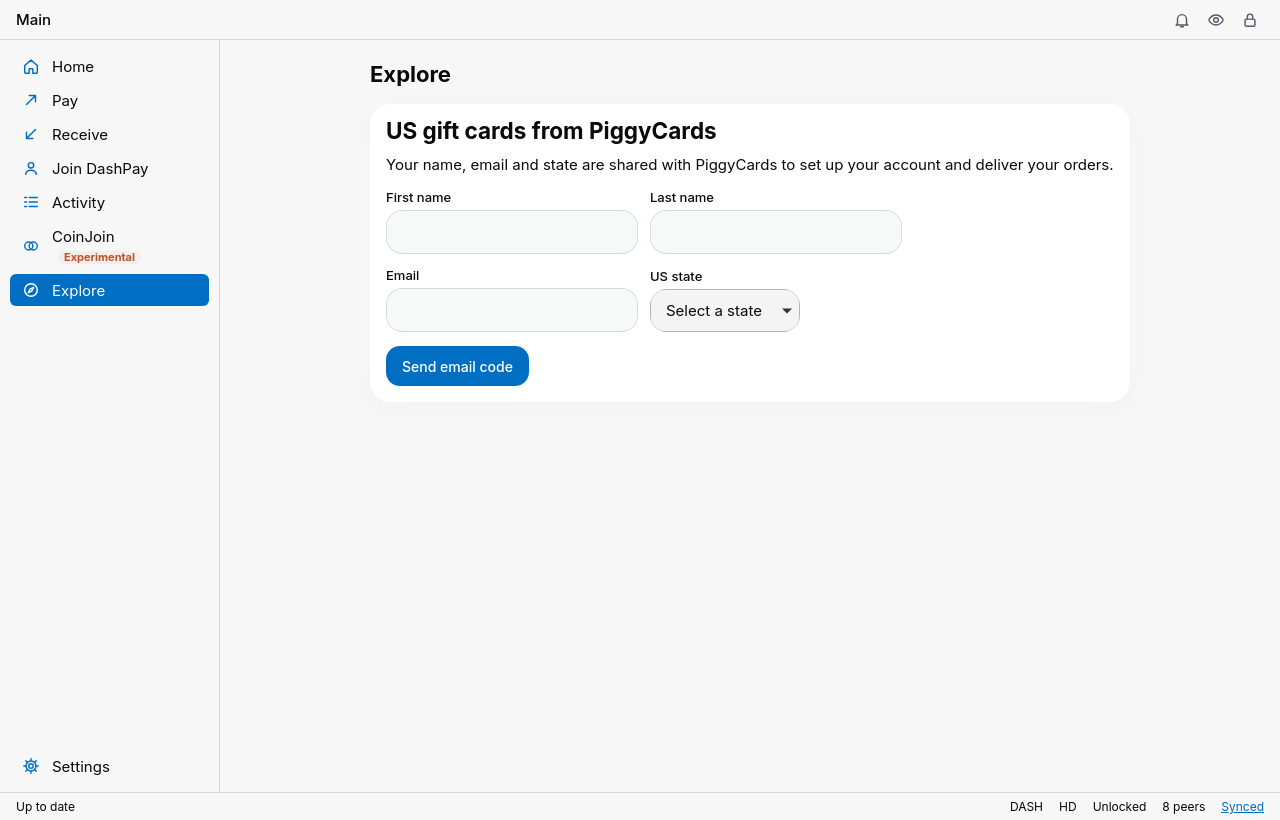 Main
Home
Pay
Receive
Join DashPay
Activity
CoinJoin
Experimental
Explore
Settings
Explore
US gift cards from PiggyCards
Your name, email and state are shared with PiggyCards to set up your account and deliver your orders.
First name
Last name
Email
US state
Select a state
Send email code
Up to date
DASH HD Unlocked 8 peers Synced